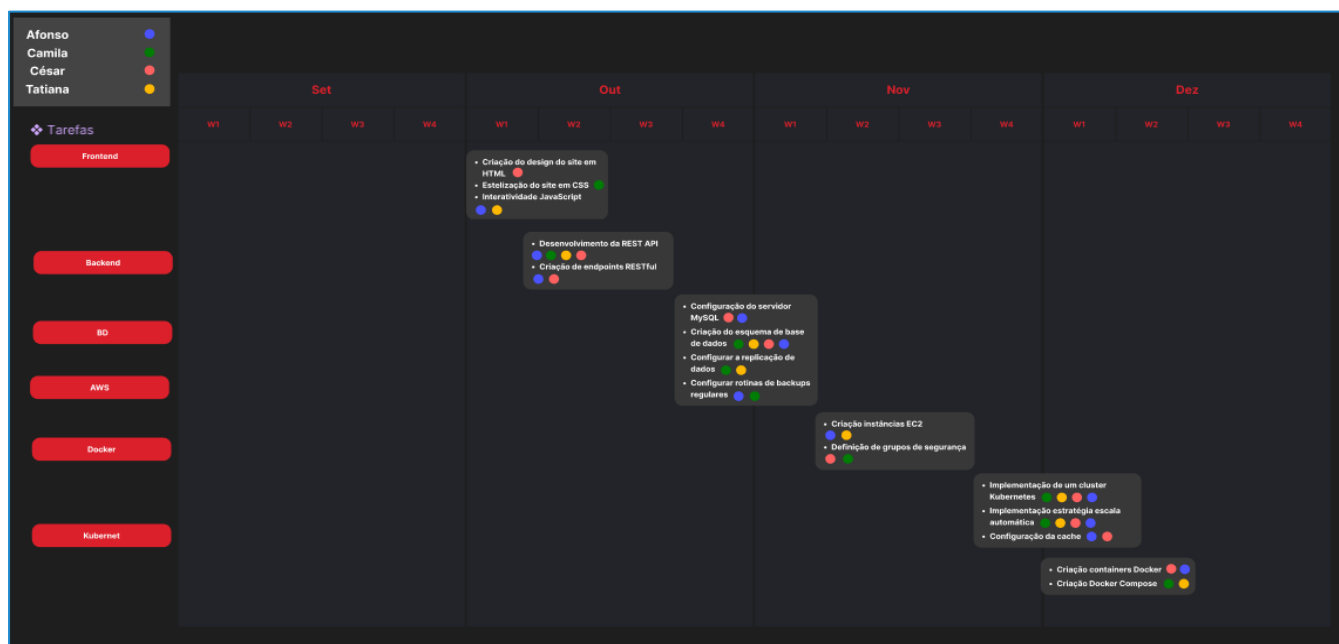 Afonso
Camila
César
Tatiana
Set Out Nov Dez
❖ Tarefas
W1 W2 W3 W4 W1 W2 W3 W4 W1 W2 W3 W4 W1 W2 W3 W4
Frontend
• Criação do design do site em
HTML
• Estelização do site em CSS
• Interatividade JavaScript
Backend
• Desenvolvimento da REST API
• Criação de endpoints RESTful
BD
• Configuração do servidor
MySQL
• Criação do esquema de base
de dados
• Configurar a replicação de
dados
• Configurar rotinas de backups
regulares
AWS
• Criação instâncias EC2
• Definição de grupos de segurança
Docker
• Implementação de um cluster
Kubernetes
• Implementação estratégia escala
automática
• Configuração da cache
Kubernet
• Criação containers Docker
• Criação Docker Compose